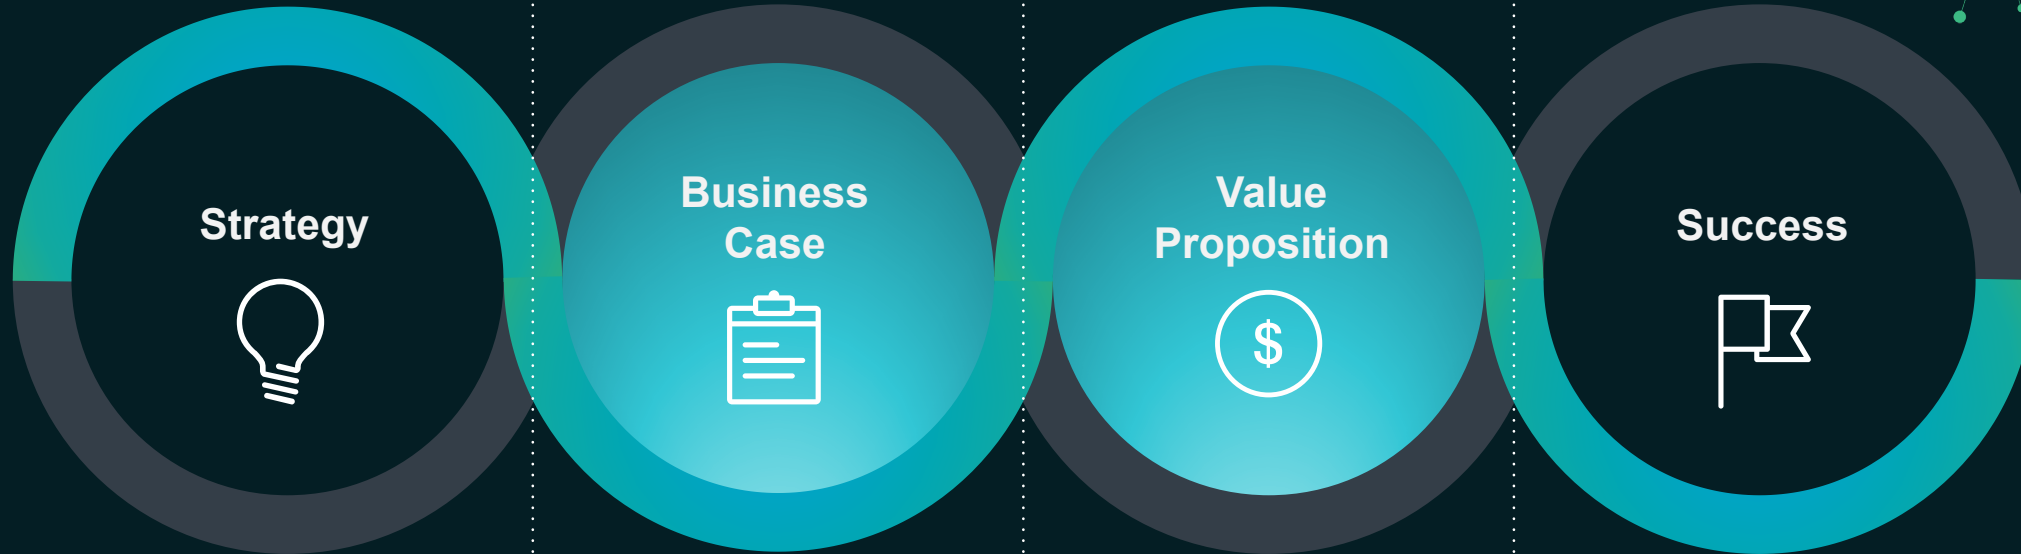 Strategy
Business
Case
Value
Proposition
$
Success